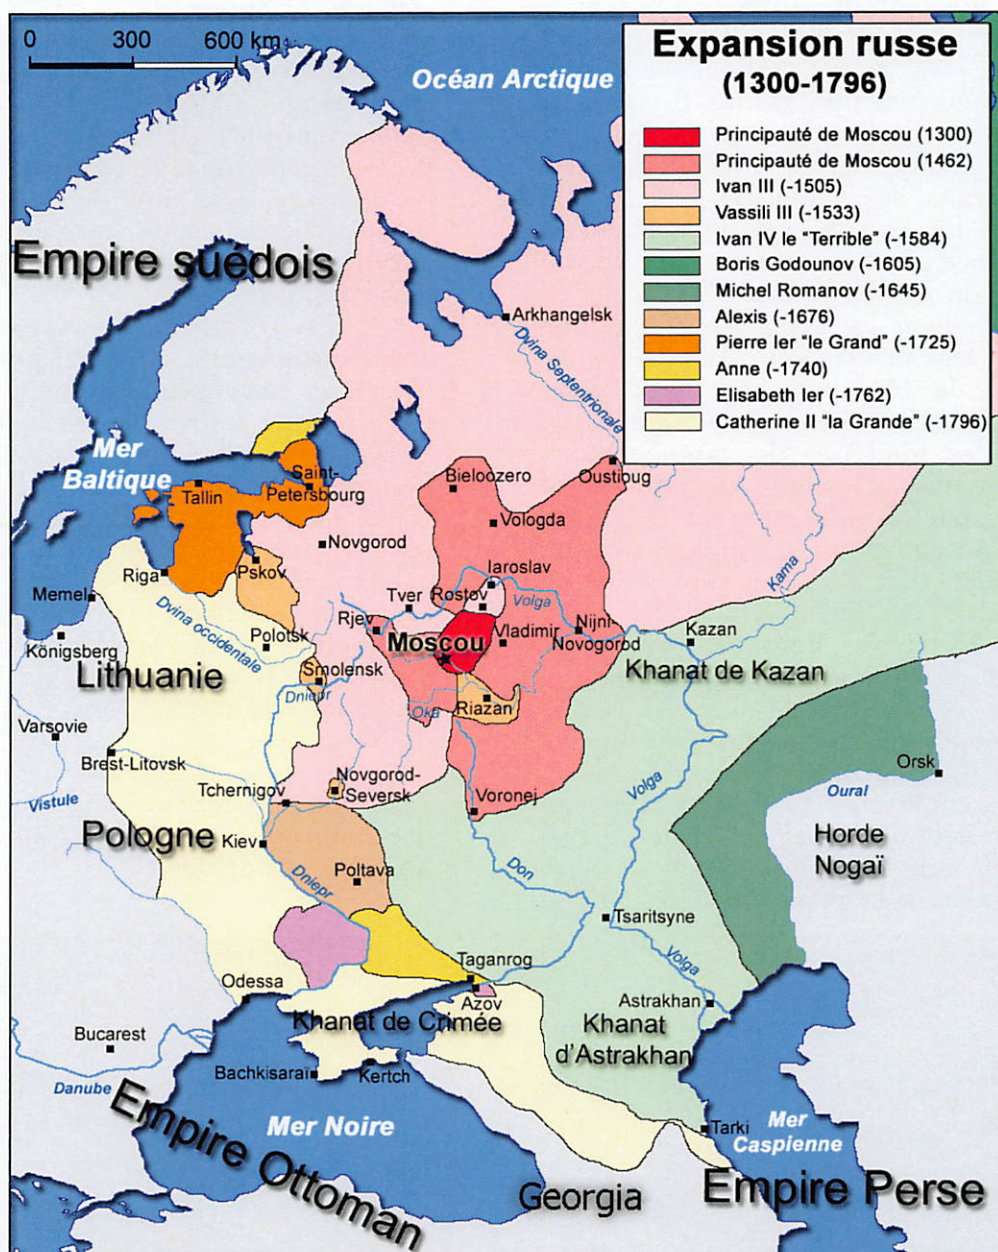 0 300 600 km
Océan Arctique
Expansion russe
(1300-1796)
Principauté de Moscou (1300)
Principauté de Moscou (1462)
Ivan III (-1505)
Vassili III (-1533)
Ivan IV le "Terrible" (-1584)
Boris Godounov (-1605)
Michel Romanov (-1645)
Alexis (-1676)
Pierre Ier "le Grand" (-1725)
Anne (-1740)
Elisabeth Ier (-1762)
Catherine II "la Grande" (-1796)
Empire suédois
Arkhangelsk
Dvina Septentrionale
Mer
Baltique
Tallin
Saint-
Petersbourg
Bieloozero
Oustioug
Vologda
Novgorod
Riga
Pskov
Iaroslav
Kama
Memel
Tver
Rostov
Volga
Rjev
Moscou
Vladimir
Nijni-
Novogorod
Kazan
Königsberg
Dvina occidentale
Polotsk
Lithuanie
Smolensk
Dniepr
Khanat de Kazan
Oka
Riazan
Varsovie
Brest-Litovsk
Vistule
Tchernigov
Novgorod-
Seversk
Voronej
Volga
Orsk
Oural
Pologne
Kiev
Horde
Nogaï
Poltava
Dniepr
Don
Tsaritsyne
Taganrog
Volga
Odessa
Azov
Astrakhan
Khanat de Crimée
Khanat
d'Astrakhan
Bucarest
Danube
Bachkisaraï
Kertch
Mer Noire
Tarki
Mer
Caspienne
Empire Ottoman
Georgia
Empire Perse